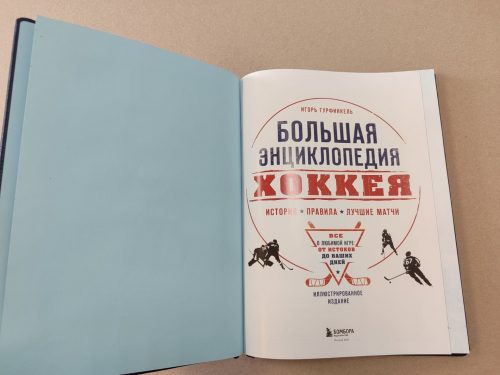 ИГОРЬ ГУРФИНКЕЛЬ
БОЛЬШАЯ
ЭНЦИКЛОПЕДИЯ
ХОККЕЯ
ИСТОРИЯ ★ ПРАВИЛА ★ ЛУЧШИЕ МАТЧИ
ВСЕ
О ЛЮБИМОЙ ИГРЕ:
ОТ ИСТОКОВ
ДО НАШИХ
ДНЕЙ
ИЛЛЮСТРИРОВАННОЕ
ИЗДАНИЕ
БОМБОРА